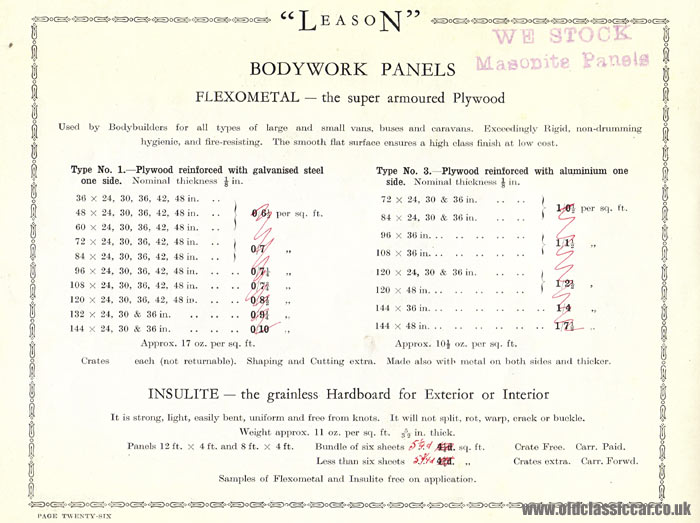 "LEASON"
WE STOCK
Masonite Panels
BODYWORK PANELS
FLEXOMETAL — the super armoured Plywood
Used by Bodybuilders for all types of large and small vans, buses and caravans. Exceedingly Rigid, non-drumming
hygienic, and fire-resisting. The smooth flat surface ensures a high class finish at low cost.
Type No. 1.—Plywood reinforced with galvanised steel
one side. Nominal thickness ⅛ in.
36 × 24, 30, 36, 42, 48 in. ..
48 × 24, 30, 36, 42, 48 in. .. per sq. ft.
60 × 24, 30, 36, 42, 48 in. ..
72 × 24, 30, 36, 42, 48 in. ..
0/7 ,,
84 × 24, 30, 36, 42, 48 in. ..
96 × 24, 30, 36, 42, 48 in. .. .. ,,
108 × 24, 30, 36, 42, 48 in. .. .. ,,
120 × 24, 30, 36, 42, 48 in. .. .. ,,
132 × 24, 30 & 36 in. .. .. .. ,,
144 × 24, 30 & 36 in. .. .. .. 0/10 ,,
Approx. 17 oz. per sq. ft.
Type No. 3.—Plywood reinforced with aluminium one
side. Nominal thickness ⅛ in.
72 × 24, 30 & 36 in. .. .. ..
per sq. ft.
84 × 24, 30 & 36 in. .. .. ..
96 × 36 in. .. .. .. ..
,,
108 × 36 in. .. .. .. ..
120 × 24, 30 & 36 in. .. .. ..
,,
120 × 48 in. .. .. .. ..
144 × 36 in. .. .. .. .. 1/4 ,,
144 × 48 in. .. .. .. .. ,,
Approx. 10½ oz. per sq. ft.
Crates each (not returnable). Shaping and Cutting extra. Made also with metal on both sides and thicker.
INSULITE — the grainless Hardboard for Exterior or Interior
It is strong, light, easily bent, uniform and free from knots. It will not split, rot, warp, crack or buckle.
Weight approx. 11 oz. per sq. ft. in. thick.
Panels 12 ft. × 4 ft. and 8 ft. × 4 ft. Bundle of six sheets sq. ft. Crate Free. Carr. Paid.
Less than six sheets ,, Crates extra. Carr. Forwd.
Samples of Flexometal and Insulite free on application.
PAGE TWENTY-SIX
www.oldclassiccar.co.uk